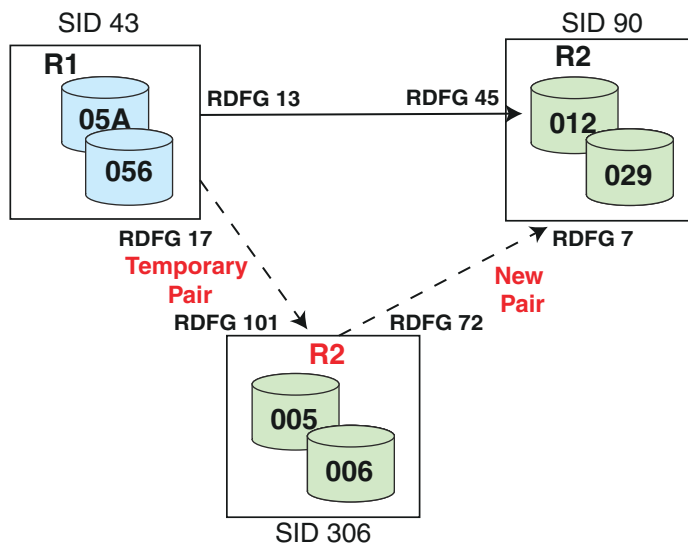 SID 43
SID 90
R1
R2
RDFG 13
RDFG 45
05A
056
012
029
RDFG 17
RDFG 7
Temporary
Pair
New
Pair
RDFG 101
RDFG 72
R2
005
006
SID 306